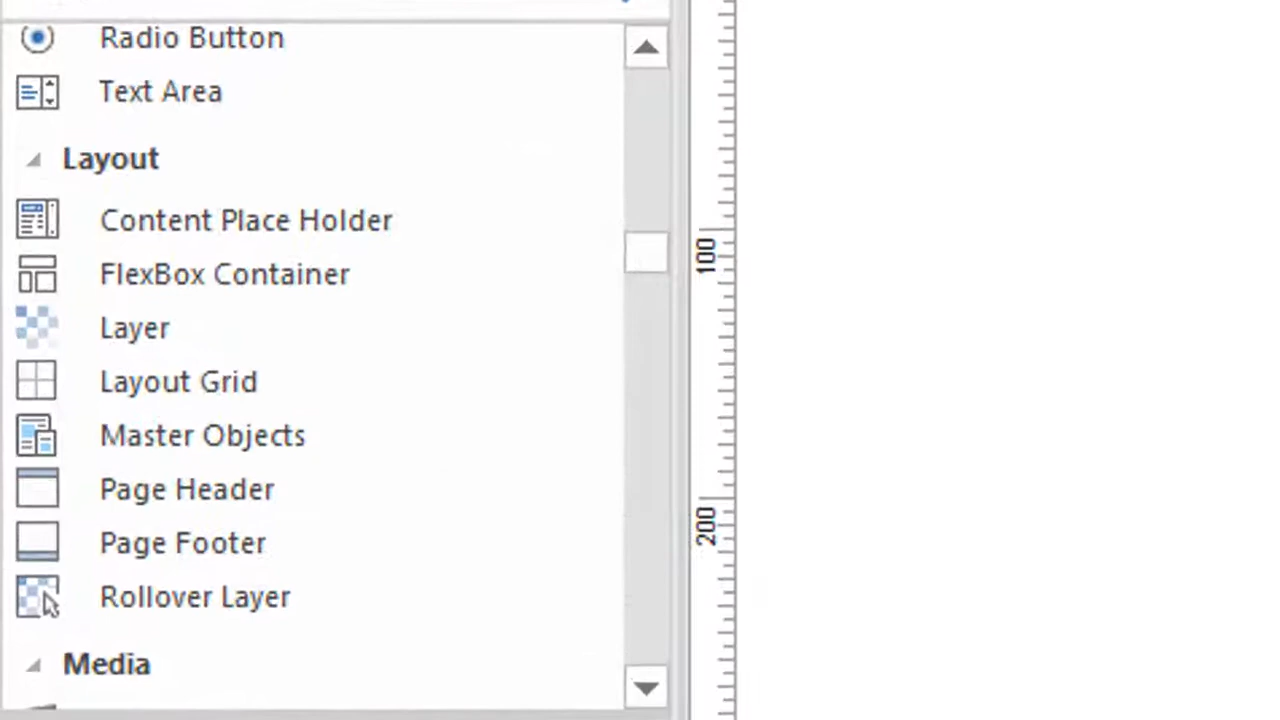 Radio Button
Text Area
Layout
Content Place Holder
100
FlexBox Container
Layer
Layout Grid
Master Objects
Page Header
200
Page Footer
Rollover Layer
Media